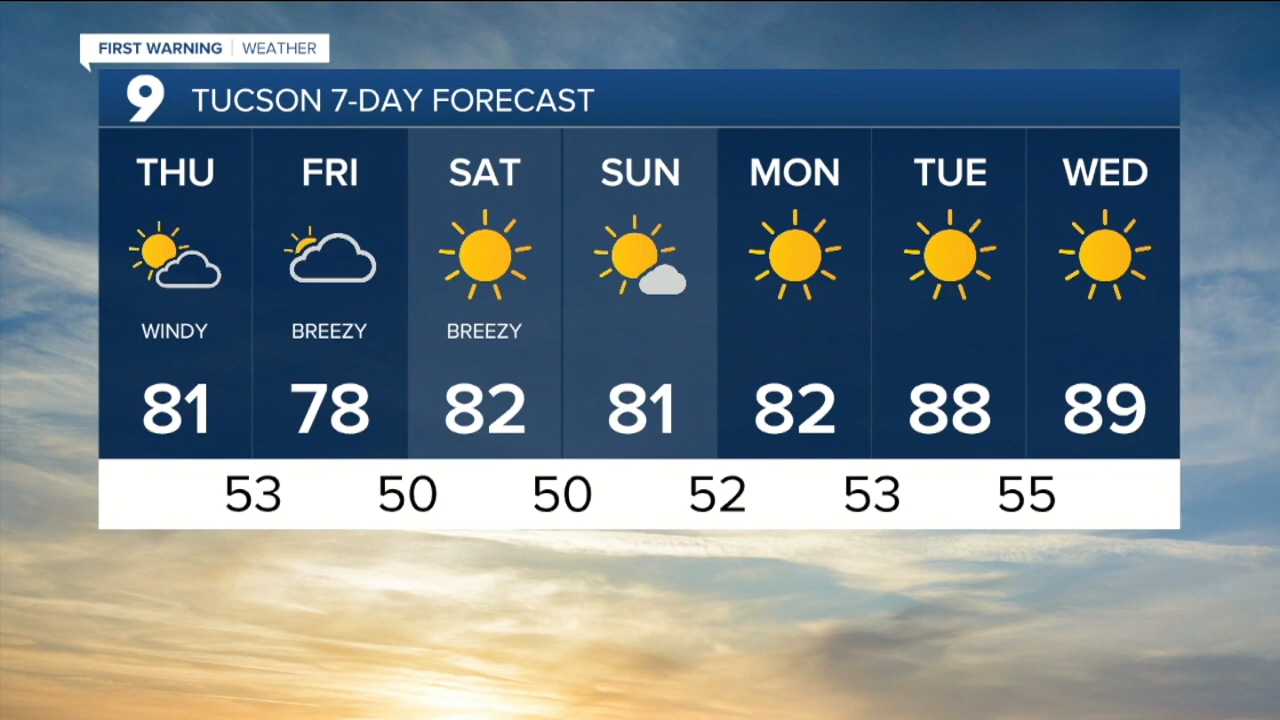 FIRST WARNING | WEATHER
9 TUCSON 7-DAY FORECAST
THU FRI SAT SUN MON TUE WED
WINDY BREEZY BREEZY
81 78 82 81 82 88 89
53 50 50 52 53 55